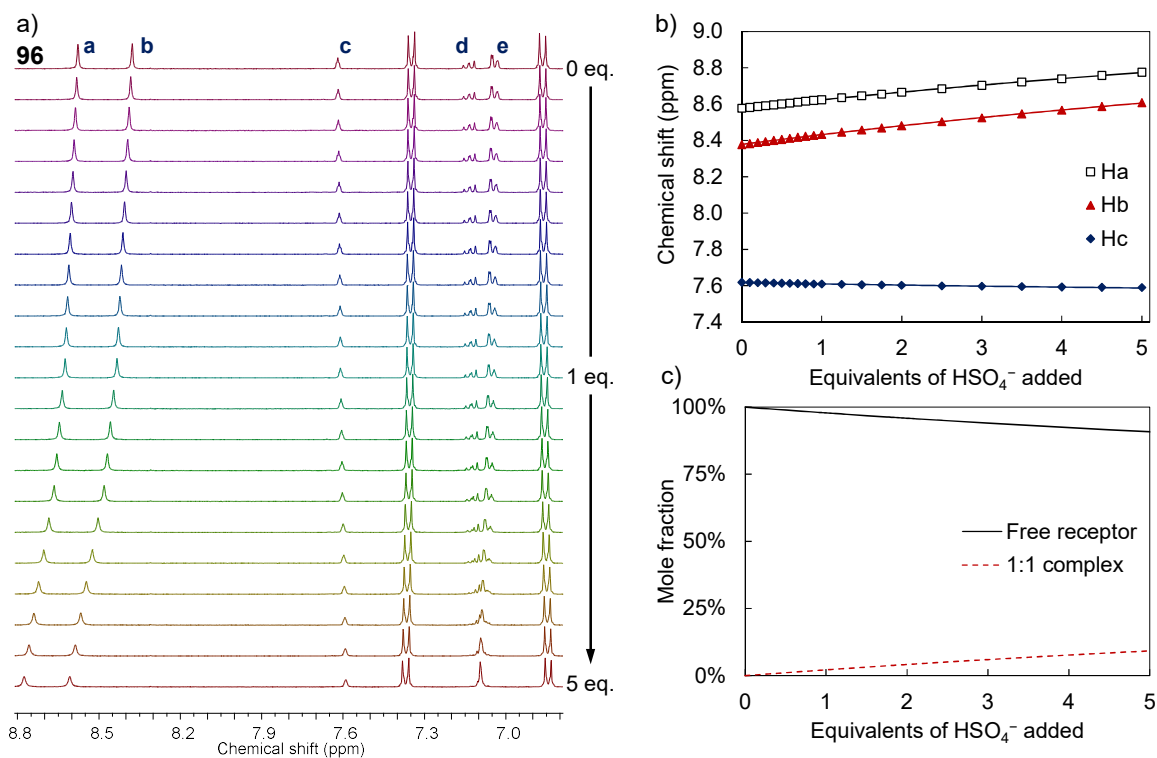 a)
96
a
b
c
d
e
0 eq.
1 eq.
5 eq.
8.8 8.5 8.2 7.9 7.6 7.3 7.0
Chemical shift (ppm)
b)
9.0
8.8
8.6
8.4
8.2
8.0
7.8
7.6
7.4
Chemical shift (ppm)
Ha
Hb
Hc
0 1 2 3 4 5
Equivalents of HSO₄⁻ added
c)
100%
75%
50%
25%
0%
Mole fraction
Free receptor
1:1 complex
0 1 2 3 4 5
Equivalents of HSO₄⁻ added